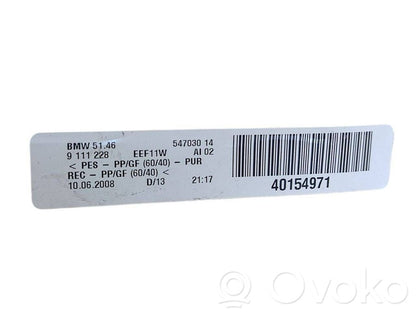 BMW 51.46 547030 14
9 111 228 EEF11W AI 02
< PES - PP/GF (60/40) - PUR
REC - PP/GF (60/40) <
10.06.2008 D/13 21:17
40154971
Ovoko